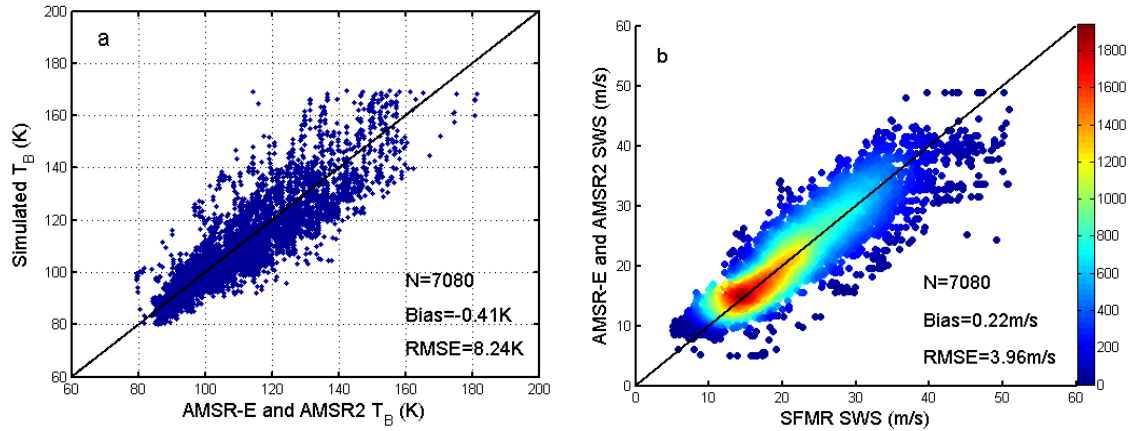 a
Simulated T_B (K)
200
180
160
140
120
100
80
60
N=7080
Bias=-0.41K
RMSE=8.24K
60 80 100 120 140 160 180 200
AMSR-E and AMSR2 T_B (K)
b
AMSR-E and AMSR2 SWS (m/s)
60
50
40
30
20
10
0
N=7080
Bias=0.22m/s
RMSE=3.96m/s
0 10 20 30 40 50 60
SFMR SWS (m/s)
1800
1600
1400
1200
1000
800
600
400
200
0